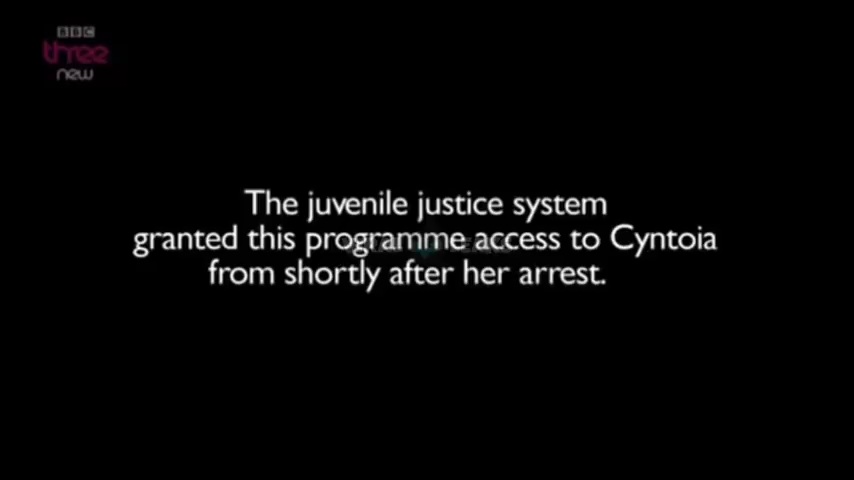 BBC
three
new
The juvenile justice system
granted this programme access to Cyntoia
from shortly after her arrest.